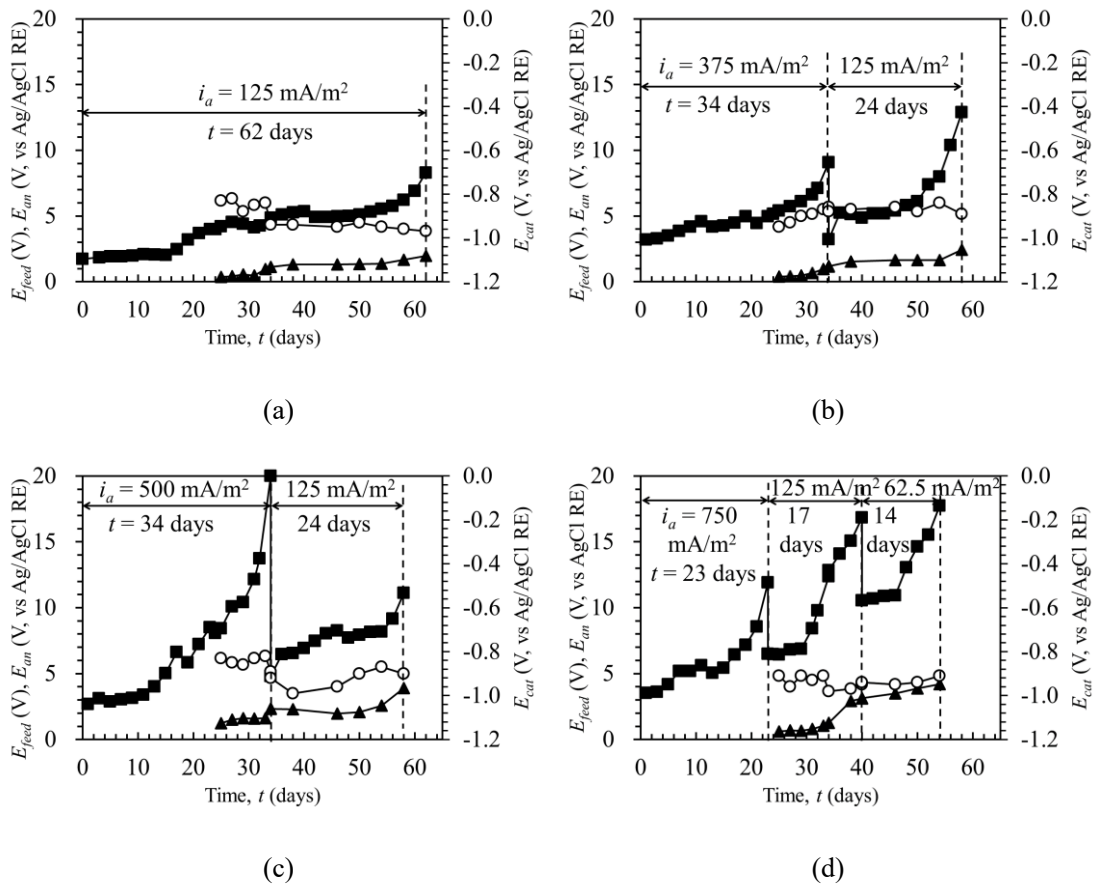 20
15
10
5
0
E_feed (V), E_an (V, vs Ag/AgCl RE)
i_a = 125 mA/m²
t = 62 days
0.0
-0.2
-0.4
-0.6
-0.8
-1.0
-1.2
E_cat (V, vs Ag/AgCl RE)
0 10 20 30 40 50 60
Time, t (days)
(a)
20
15
10
5
0
E_feed (V), E_an (V, vs Ag/AgCl RE)
i_a = 375 mA/m²
t = 34 days
125 mA/m²
24 days
0.0
-0.2
-0.4
-0.6
-0.8
-1.0
-1.2
E_cat (V, vs Ag/AgCl RE)
0 10 20 30 40 50 60
Time, t (days)
(b)
20
15
10
5
0
E_feed (V), E_an (V, vs Ag/AgCl RE)
i_a = 500 mA/m²
t = 34 days
125 mA/m²
24 days
0.0
-0.2
-0.4
-0.6
-0.8
-1.0
-1.2
E_cat (V, vs Ag/AgCl RE)
0 10 20 30 40 50 60
Time, t (days)
(c)
20
15
10
5
0
E_feed (V), E_an (V, vs Ag/AgCl RE)
i_a = 750
mA/m²
t = 23 days
125 mA/m²
17
days
62.5 mA/m²
14
days
0.0
-0.2
-0.4
-0.6
-0.8
-1.0
-1.2
E_cat (V, vs Ag/AgCl RE)
0 10 20 30 40 50 60
Time, t (days)
(d)